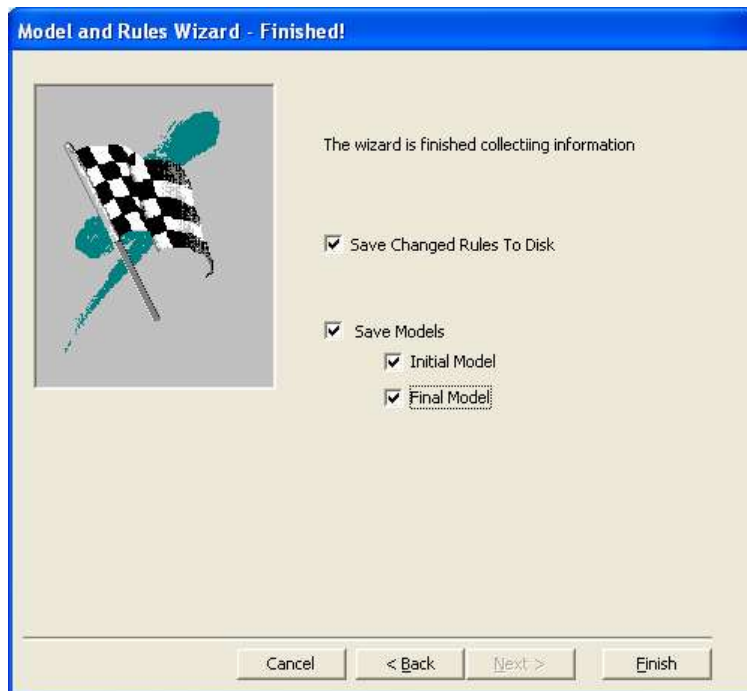 Model and Rules Wizard - Finished!
The wizard is finished collectiing information
Save Changed Rules To Disk
Save Models
Initial Model
Final Model
Cancel
< Back
Next >
Finish